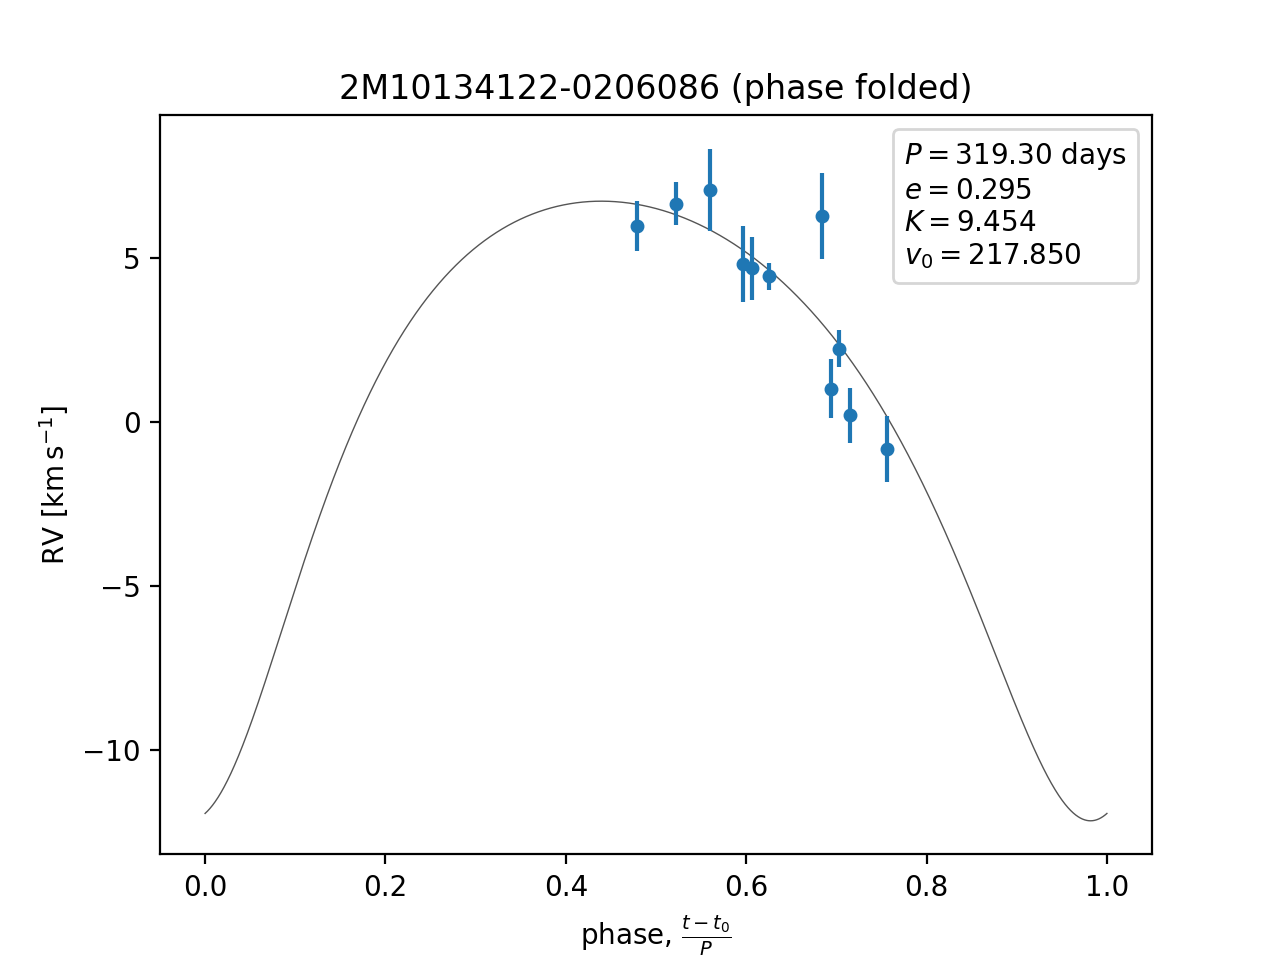 2M10134122-0206086 (phase folded)
P = 319.30 days
e = 0.295
K = 9.454
v₀ = 217.850
RV [km s⁻¹]
5
0
−5
−10
0.0 0.2 0.4 0.6 0.8 1.0
phase, (t − t₀)/P